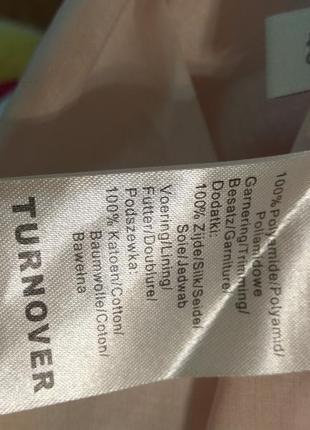 100% Polyamide/Polyamid/
Poliamidowe
Garnering/Trimming/
Besatz/Garniture/
Dodatki:
100% Zijde/Silk/Seide/
Soie/Jedwab
Voering/Lining/
Futter/Doublure/
Podszewka:
100% Katoen/Cotton/
Baumwolle/Coton/
Bawełna
TURNOVER